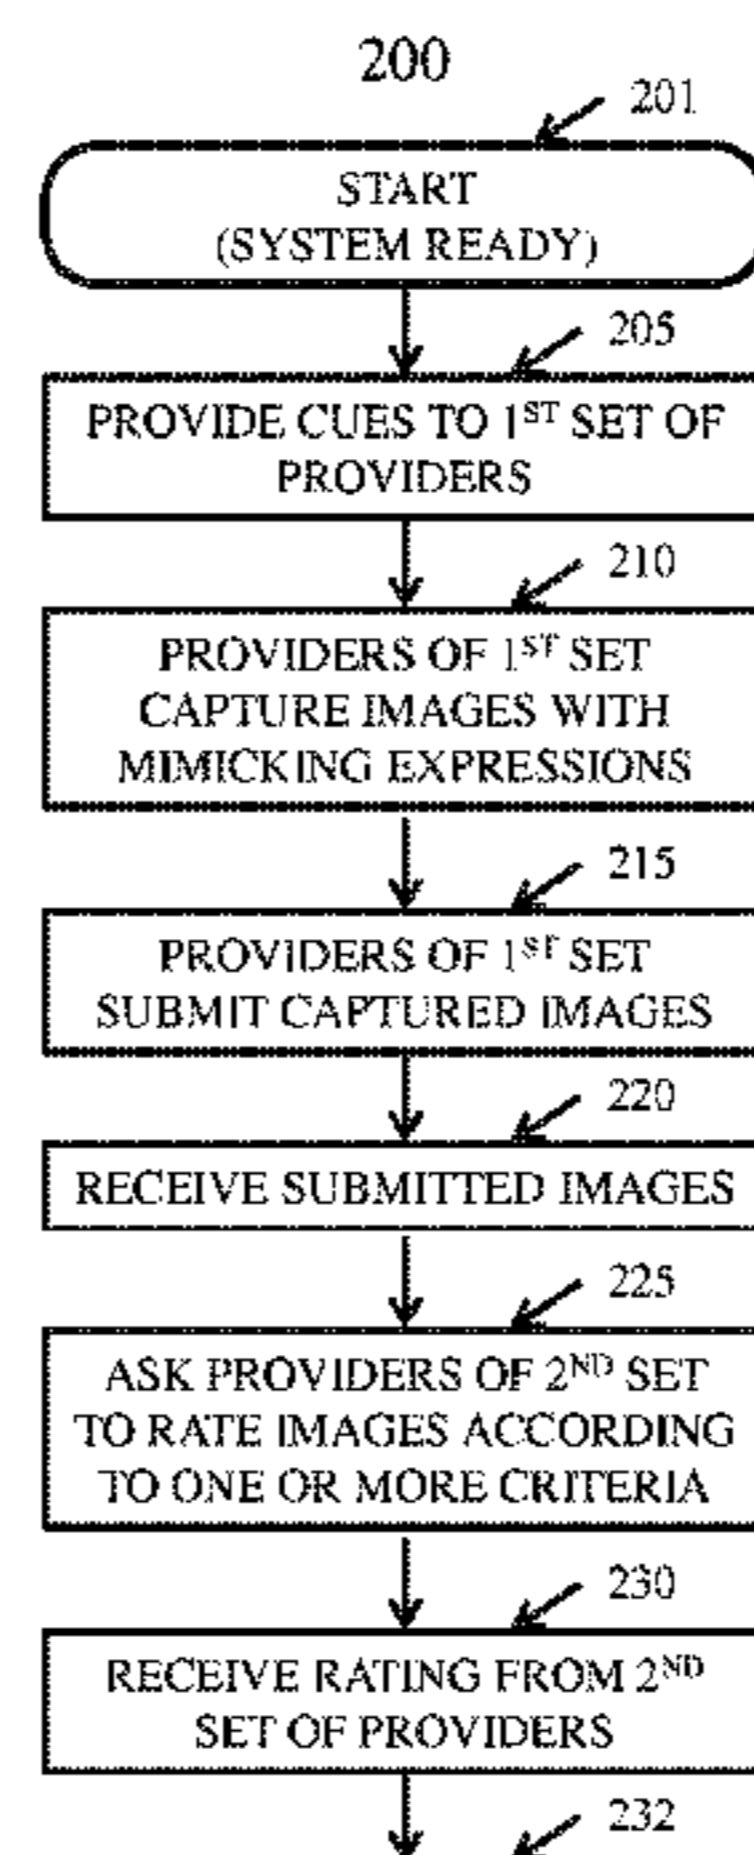 200
201
START
(SYSTEM READY)
205
PROVIDE CUES TO 1ST SET OF
PROVIDERS
210
PROVIDERS OF 1ST SET
CAPTURE IMAGES WITH
MIMICKING EXPRESSIONS
215
PROVIDERS OF 1ST SET
SUBMIT CAPTURED IMAGES
220
RECEIVE SUBMITTED IMAGES
225
ASK PROVIDERS OF 2ND SET
TO RATE IMAGES ACCORDING
TO ONE OR MORE CRITERIA
230
RECEIVE RATING FROM 2ND
SET OF PROVIDERS
232